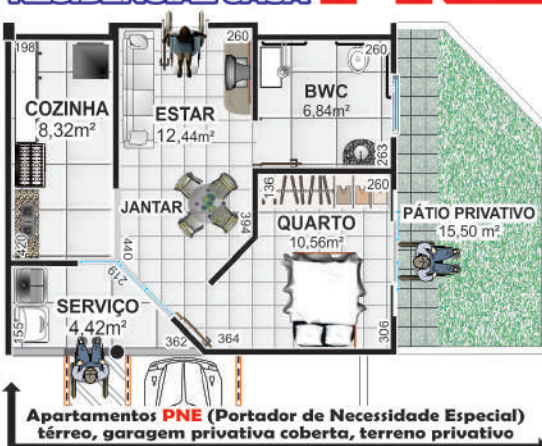 198
260
260
COZINHA
8,32m²
ESTAR
12,44m²
BWC
6,84m²
263
136
260
JANTAR
394
QUARTO
10,56m²
PÁTIO PRIVATIVO
15,50 m²
420
440
219
SERVIÇO
4,42m²
155
362
364
306
Apartamentos PNE (Portador de Necessidade Especial)
térreo, garagem privativa coberta, terreno privativo